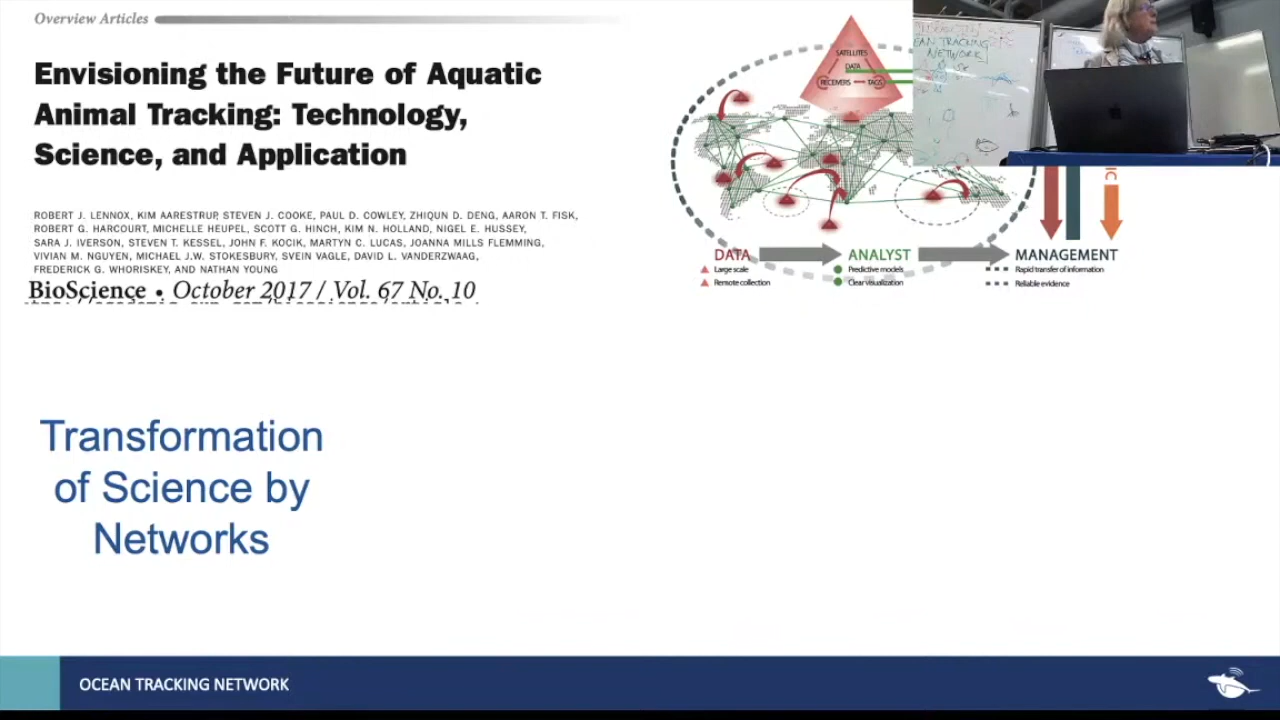 Overview Articles
Envisioning the Future of Aquatic
Animal Tracking: Technology,
Science, and Application
ROBERT J. LENNOX, KIM AARESTRUP, STEVEN J. COOKE, PAUL D. COWLEY, ZHIQUN D. DENG, AARON T. FISK,
ROBERT G. HARCOURT, MICHELLE HEUPEL, SCOTT G. HINCH, KIM N. HOLLAND, NIGEL E. HUSSEY,
SARA J. IVERSON, STEVEN T. KESSEL, JOHN F. KOCIK, MARTYN C. LUCAS, JOANNA MILLS FLEMMING,
VIVIAN M. NGUYEN, MICHAEL J.W. STOKESBURY, SVEIN VAGLE, DAVID L. VANDERZWAAG,
FREDERICK G. WHORISKEY, AND NATHAN YOUNG
BioScience • October 2017 / Vol. 67 No. 10
SATELLITES
DATA
RECEIVERS TAGS
TRACKING
NETWORK
DATA ANALYST MANAGEMENT
Large scale Predictive models Rapid transfer of information
Remote collection Clear visualization Reliable evidence
Transformation
of Science by
Networks
OCEAN TRACKING NETWORK